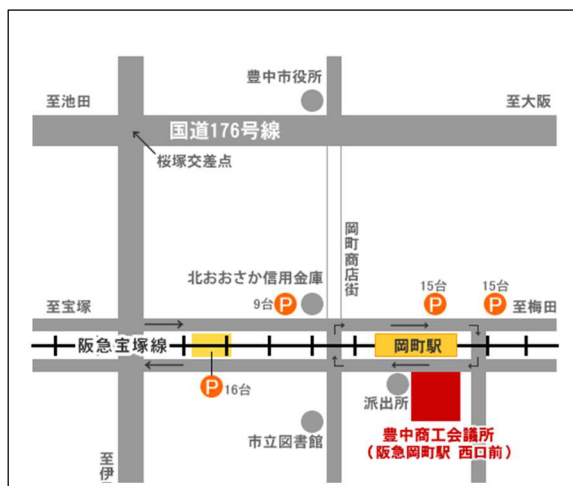 豊中市役所
至池田
至大阪
国道176号線
桜塚交差点
岡町商店街
北おおさか信用金庫
9台 P
15台
P
15台
P
至宝塚
至梅田
阪急宝塚線
岡町駅
P 16台
派出所
市立図書館
豊中商工会議所
(阪急岡町駅 西口前)
至伊